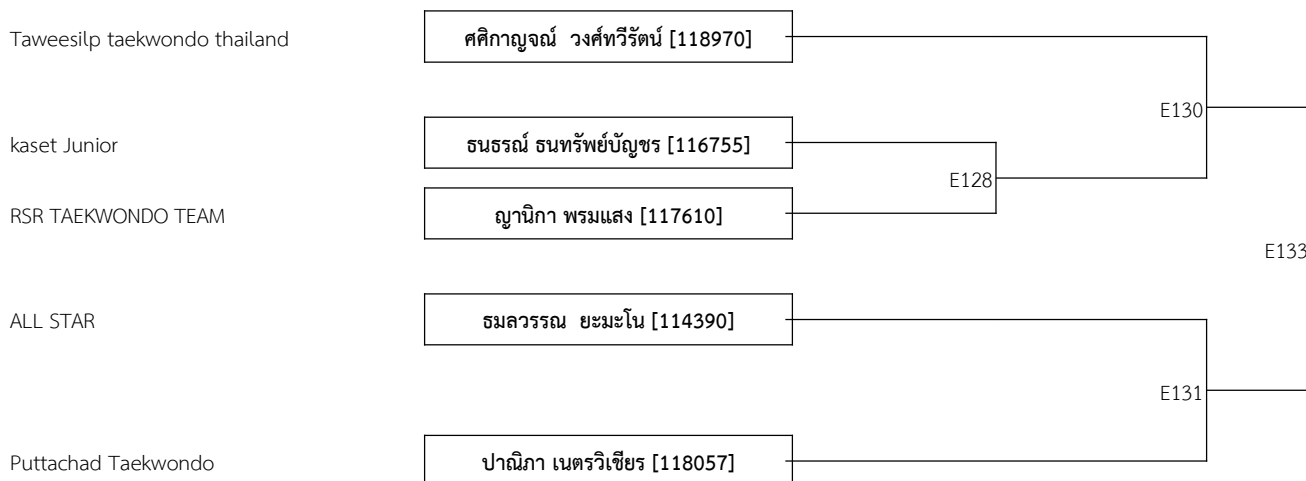 Taweesilp taekwondo thailand
ศศิกาญจณ์ วงศ์ทวีรัตน์ [118970]
E130
kaset Junior
ธนธรณ์ ธนทรัพย์บัญชร [116755]
E128
RSR TAEKWONDO TEAM
ญานิกา พรมแสง [117610]
E133
ALL STAR
ธมลวรรณ ยะมะโน [114390]
E131
Puttachad Taekwondo
ปาณิภา เนตรวิเชียร [118057]